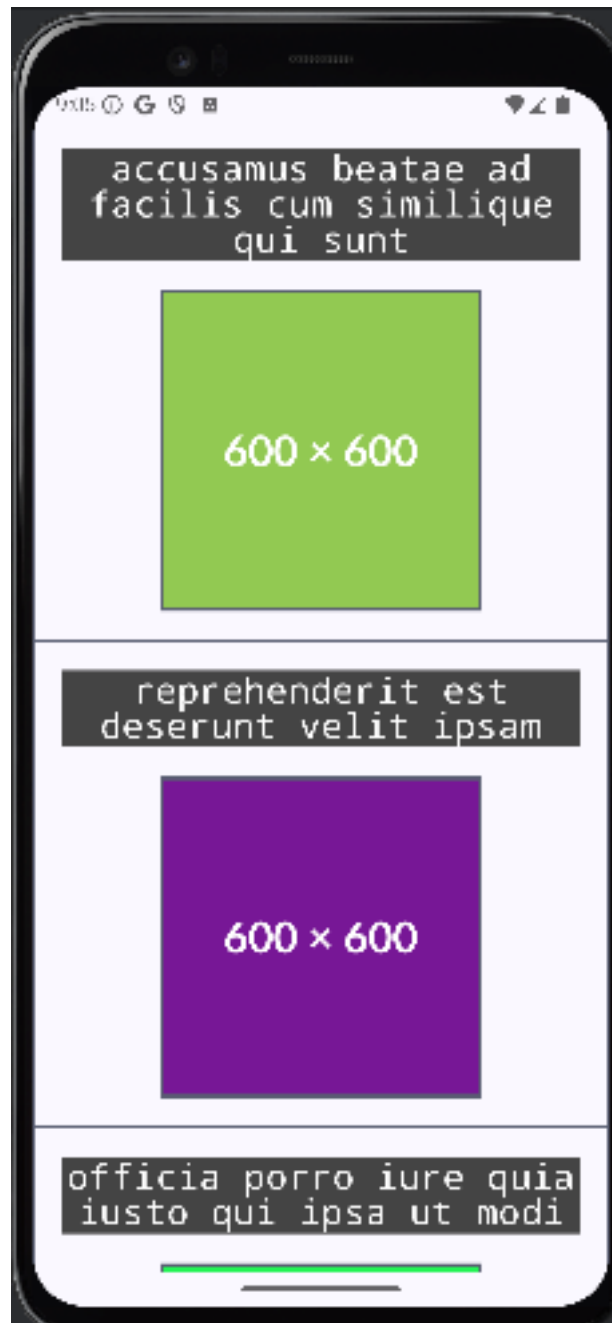 accusamus beatae ad
facilis cum similique
qui sunt
600 × 600
reprehenderit est
deserunt velit ipsam
600 × 600
officia porro iure quia
iusto qui ipsa ut modi